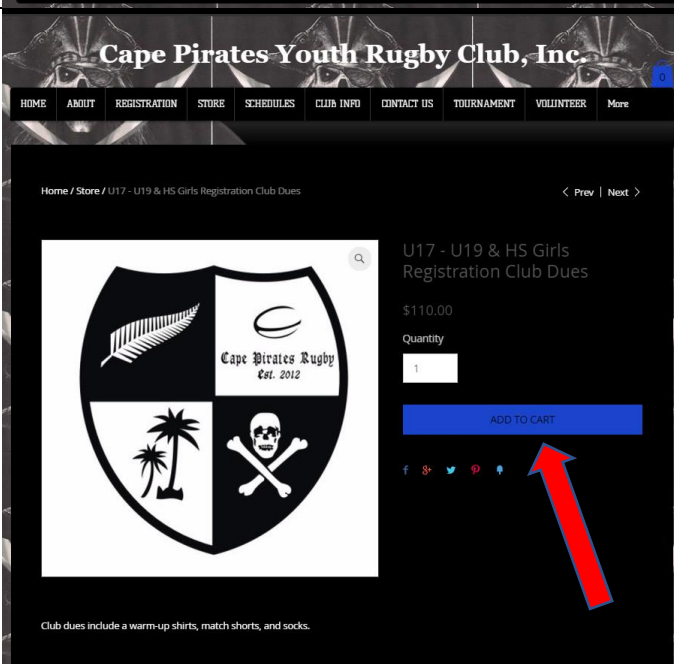 Cape Pirates Youth Rugby Club, Inc.
0
HOME ABOUT REGISTRATION STORE SCHEDULES CLUB INFO CONTACT US TOURNAMENT VOLUNTEER More
Home / Store / U17 - U19 & HS Girls Registration Club Dues
< Prev | Next >
Cape Pirates Rugby
Est. 2012
U17 - U19 & HS Girls
Registration Club Dues
$110.00
Quantity
1
ADD TO CART
Club dues include a warm-up shirts, match shorts, and socks.